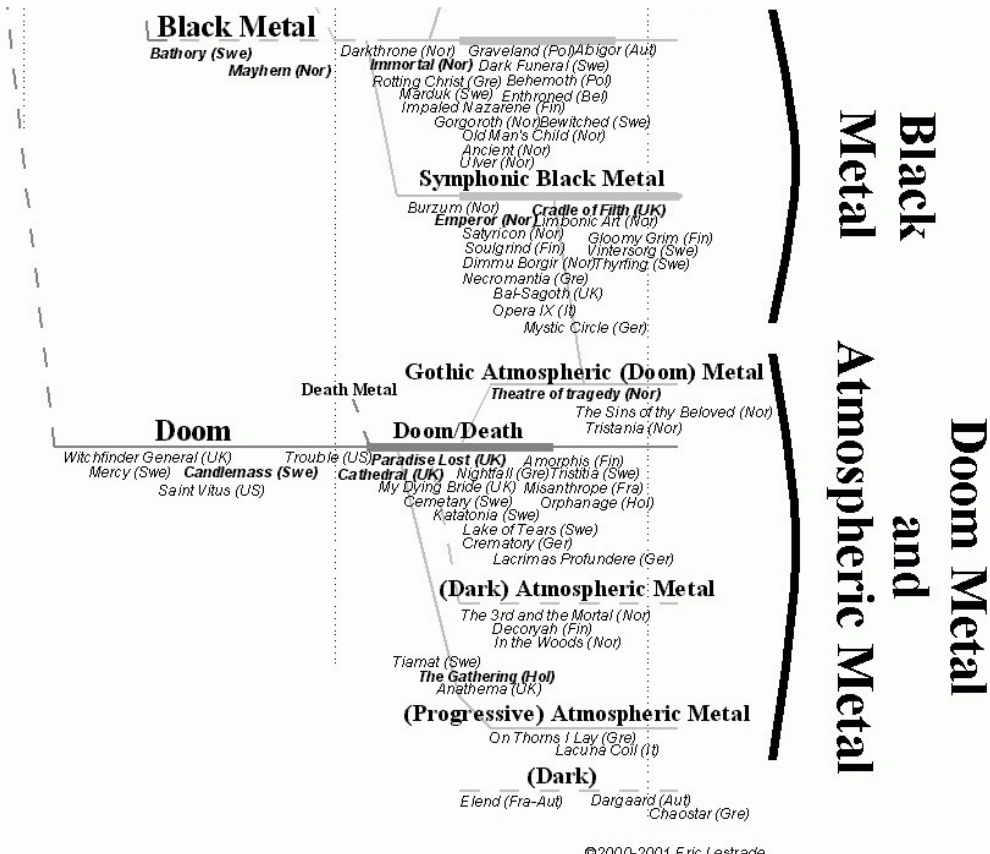 Black Metal
Bathory (Swe)
Mayhem (Nor)
Darkthrone (Nor) Graveland (Pol) Abigor (Aut)
Immortal (Nor) Dark Funeral (Swe)
Rotting Christ (Gre) Behemoth (Pol)
Marduk (Swe) Enthroned (Bel)
Impaled Nazarene (Fin)
Gorgoroth (Nor) Bewitched (Swe)
Old Man's Child (Nor)
Ancient (Nor)
Ulver (Nor)
Symphonic Black Metal
Burzum (Nor) Cradle of Filth (UK)
Emperor (Nor) Limbonic Art (Nor)
Satyricon (Nor) Gloomy Grim (Fin)
Soulgrind (Fin) Vintersorg (Swe)
Dimmu Borgir (Nor) Thyrfing (Swe)
Necromantia (Gre)
Bal-Sagoth (UK)
Opera IX (It)
Mystic Circle (Ger)
Black
Metal
Gothic Atmospheric (Doom) Metal
Theatre of tragedy (Nor)
The Sins of thy Beloved (Nor)
Tristania (Nor)
Death Metal
Doom
Witchfinder General (UK) Trouble (US)
Mercy (Swe) Candlemass (Swe)
Saint Vitus (US)
Doom/Death
Paradise Lost (UK) Amorphis (Fin)
Cathedral (UK) Nightfall (Gre) Tristitia (Swe)
My Dying Bride (UK) Misanthrope (Fra)
Cemetary (Swe) Orphanage (Hol)
Katatonia (Swe)
Lake of Tears (Swe)
Crematory (Ger)
Lacrimas Profundere (Ger)
(Dark) Atmospheric Metal
The 3rd and the Mortal (Nor)
Decoryah (Fin)
In the Woods (Nor)
Tiamat (Swe)
The Gathering (Hol)
Anathema (UK)
(Progressive) Atmospheric Metal
On Thorns I Lay (Gre)
Lacuna Coil (It)
(Dark)
Elend (Fra-Aut) Dargaard (Aut)
Chaostar (Gre)
Doom Metal
and
Atmospheric Metal
©2000-2001 Eric Lestrade